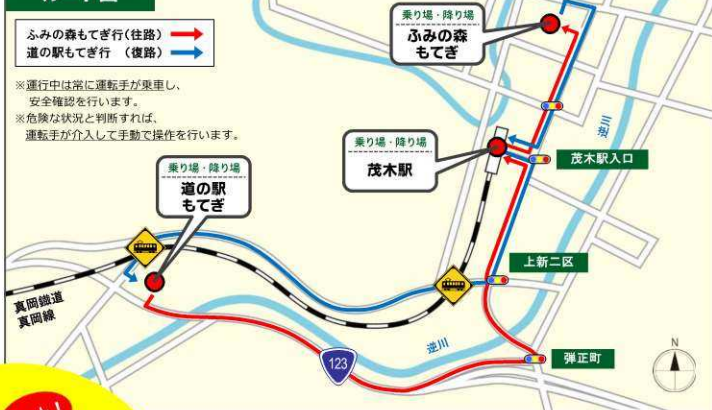 ふみの森もてぎ行(往路)
道の駅もてぎ行 (復路)
※運行中は常に運転手が乗車し、
安全確認を行います。
※危険な状況と判断すれば、
運転手が介入して手動で操作を行います。
乗り場・降り場
ふみの森
もてぎ
逆川
乗り場・降り場
茂木駅
茂木駅入口
乗り場・降り場
道の駅
もてぎ
上新二区
真岡鐵道
真岡線
逆川
123
弾正町
N